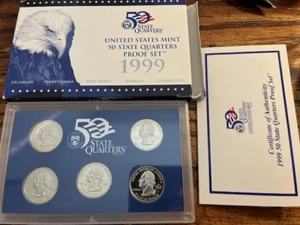 50
STATE
QUARTERS
UNITED STATES MINT
50 STATE QUARTERS
PROOF SET
1999
DELAWARE PENNSYLVANIA NEW JERSEY GEORGIA CONNECTICUT
50
STATE
QUARTERS
Certificate of Authenticity
1999 50 State Quarters Proof Set